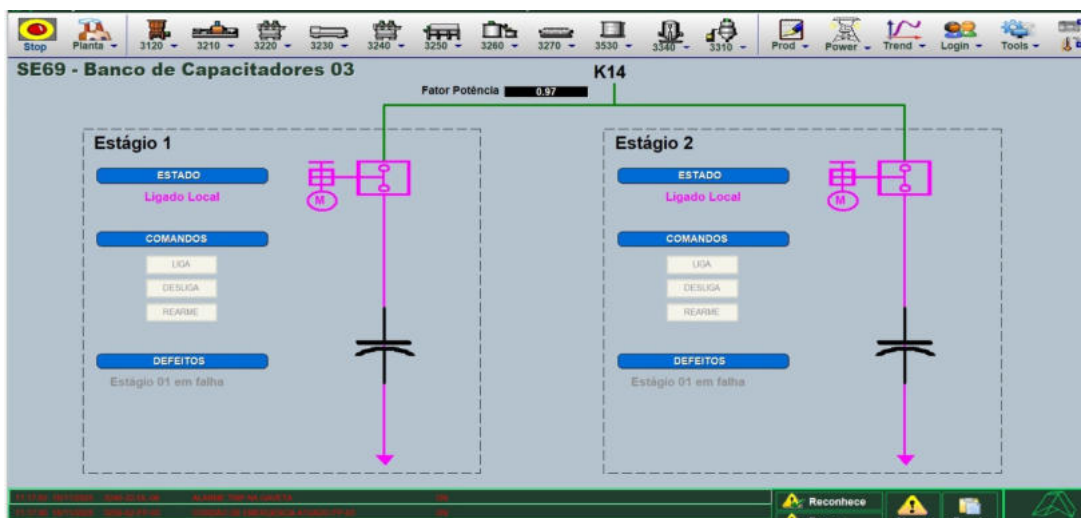 Stop Planta 3120 3210 3220 3230 3240 3250 3260 3270 3530 3340 3310 Prod Power Trend Login Tools
SE69 - Banco de Capacitadores 03
K14
Fator Potência 0.97
Estágio 1
ESTADO
Ligado Local
M
COMANDOS
LIGA
DESLIGA
REARME
DEFEITOS
Estágio 01 em falha
Estágio 2
ESTADO
Ligado Local
M
COMANDOS
LIGA
DESLIGA
REARME
DEFEITOS
Estágio 01 em falha
Reconhece